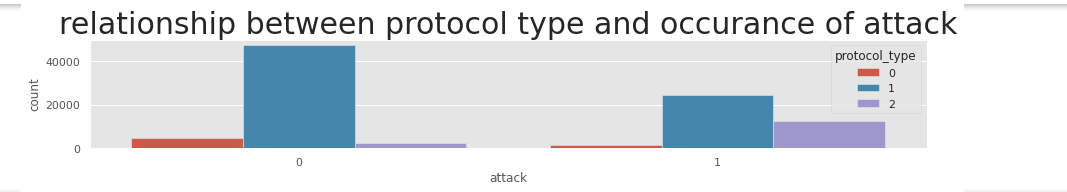 relationship between protocol type and occurance of attack
protocol_type
0
1
2
40000
20000
0
count
0 1
attack